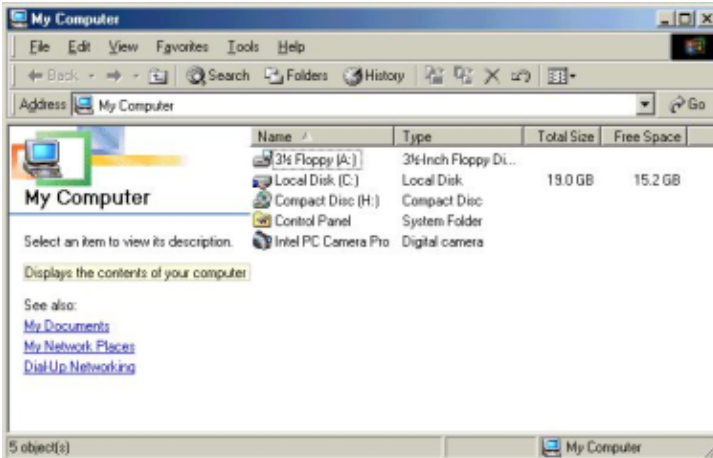 My Computer
File Edit View Favorites Tools Help
Back Search Folders History
Address My Computer Go
Name Type Total Size Free Space
3½ Floppy (A:) 3½-Inch Floppy Di...
Local Disk (C:) Local Disk 19.0 GB 15.2 GB
Compact Disc (H:) Compact Disc
Control Panel System Folder
Intel PC Camera Pro Digital camera
My Computer
Select an item to view its description.
Displays the contents of your computer
See also:
My Documents
My Network Places
Dial-Up Networking
5 object(s) My Computer